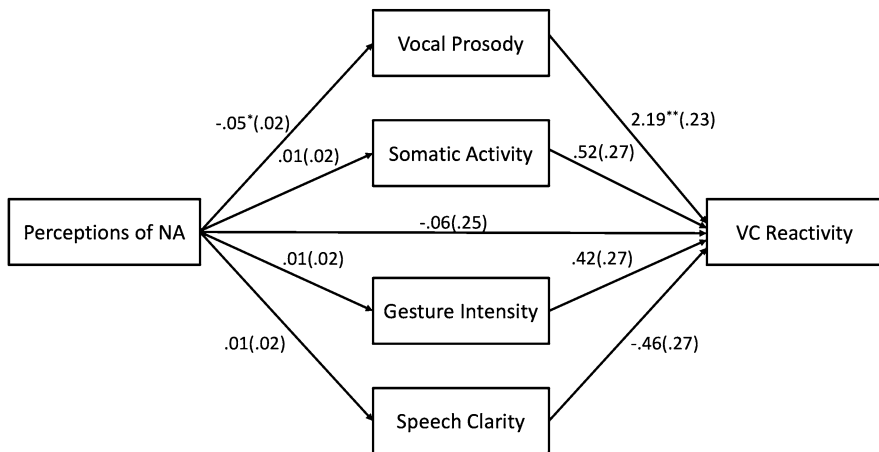 Vocal Prosody
-.05*(.02)
2.19**(.23)
.01(.02)
Somatic Activity
.52(.27)
Perceptions of NA
-.06(.25)
VC Reactivity
.01(.02)
.42(.27)
Gesture Intensity
.01(.02)
-.46(.27)
Speech Clarity